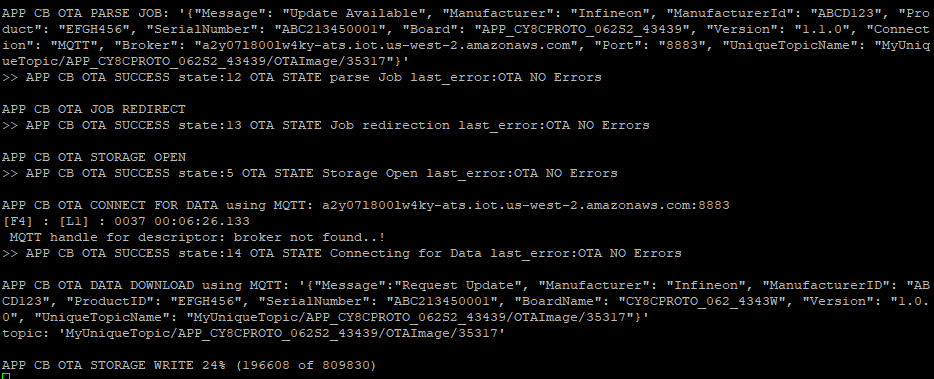 APP CB OTA PARSE JOB: '{"Message": "Update Available", "Manufacturer": "Infineon", "ManufacturerId": "ABCD123", "Pro
duct": "EFGH456", "SerialNumber": "ABC213450001", "Board": "APP_CY8CPROTO_062S2_43439", "Version": "1.1.0", "Connect
ion": "MQTT", "Broker": "a2y07l800lw4ky-ats.iot.us-west-2.amazonaws.com", "Port": "8883", "UniqueTopicName": "MyUniq
ueTopic/APP_CY8CPROTO_062S2_43439/OTAImage/35317"}'
>> APP CB OTA SUCCESS state:12 OTA STATE parse Job last_error:OTA NO Errors
APP CB OTA JOB REDIRECT
>> APP CB OTA SUCCESS state:13 OTA STATE Job redirection last_error:OTA NO Errors
APP CB OTA STORAGE OPEN
>> APP CB OTA SUCCESS state:5 OTA STATE Storage Open last_error:OTA NO Errors
APP CB OTA CONNECT FOR DATA using MQTT: a2y07l800lw4ky-ats.iot.us-west-2.amazonaws.com:8883
[F4] : [L1] : 0037 00:06:26.133
MQTT handle for descriptor: broker not found..!
>> APP CB OTA SUCCESS state:14 OTA STATE Connecting for Data last_error:OTA NO Errors
APP CB OTA DATA DOWNLOAD using MQTT: '{"Message":"Request Update", "Manufacturer": "Infineon", "ManufacturerID": "AB
CD123", "ProductID": "EFGH456", "SerialNumber": "ABC213450001", "BoardName": "CY8CPROTO_062_4343W", "Version": "1.0.
0", "UniqueTopicName": "MyUniqueTopic/APP_CY8CPROTO_062S2_43439/OTAImage/35317"}'
topic: 'MyUniqueTopic/APP_CY8CPROTO_062S2_43439/OTAImage/35317'
APP CB OTA STORAGE WRITE 24% (196608 of 809830)